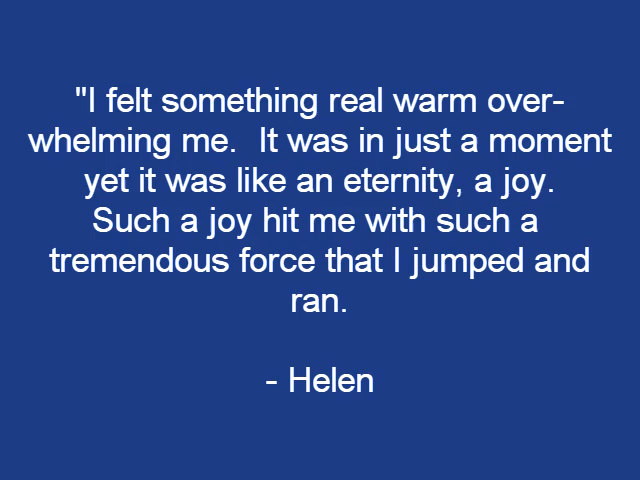 "I felt something real warm over-
whelming me.  It was in just a moment
yet it was like an eternity, a joy.
Such a joy hit me with such a
tremendous force that I jumped and
ran.
- Helen